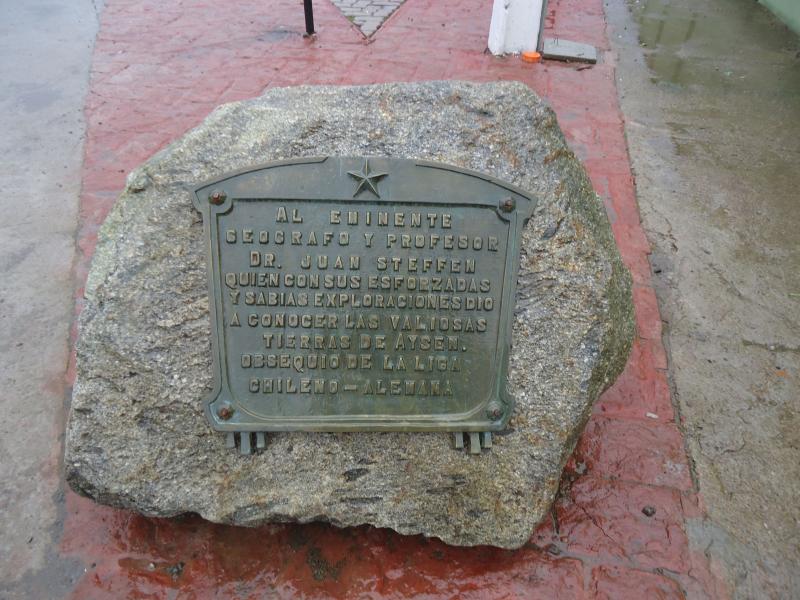 AL EMINENTE
GEOGRAFO Y PROFESOR
DR. JUAN STEFFEN
QUIEN CON SUS ESFORZADAS
Y SABIAS EXPLORACIONES DIO
A CONOCER LAS VALIOSAS
TIERRAS DE AYSEN.
OBSEQUIO DE LA LIGA
CHILENO-ALEMANA